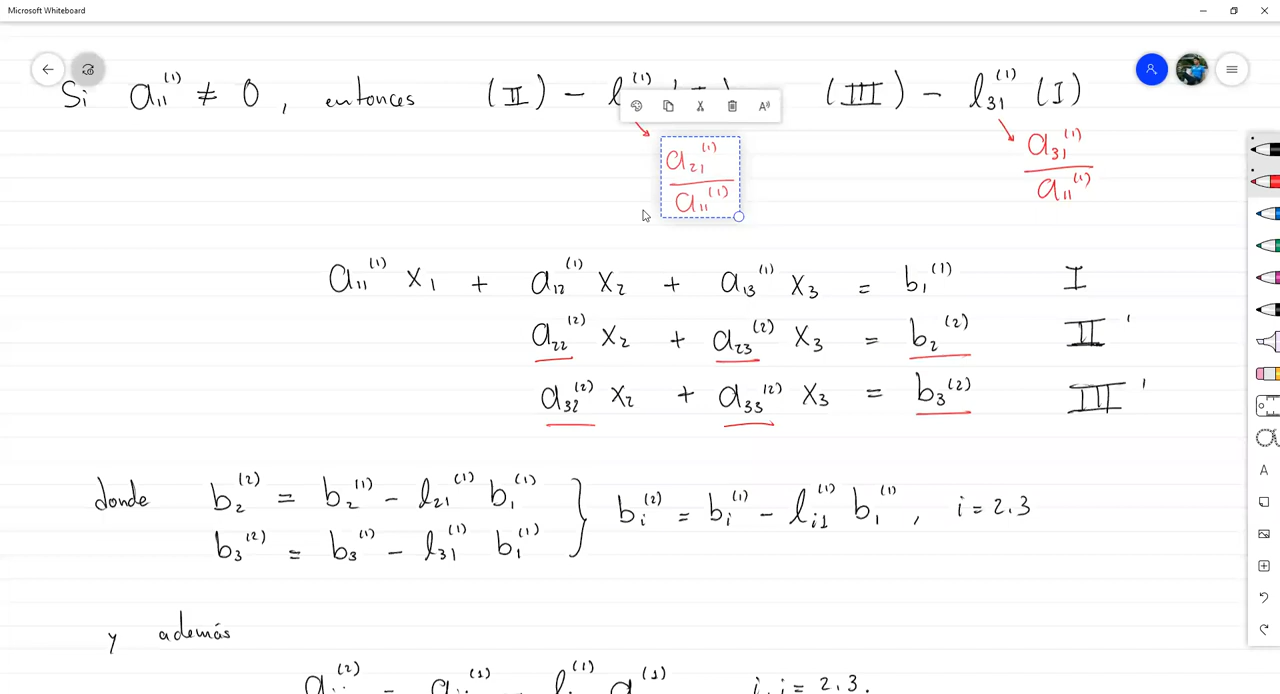 Microsoft Whiteboard
Si a₁₁⁽¹⁾ ≠ 0 , entonces (II) − l⁽¹⁾ (III) − l₃₁⁽¹⁾ (I)
a₂₁⁽¹⁾ / a₁₁⁽¹⁾
a₃₁⁽¹⁾ / a₁₁⁽¹⁾
a₁₁⁽¹⁾ x₁ + a₁₂⁽¹⁾ x₂ + a₁₃⁽¹⁾ x₃ = b₁⁽¹⁾ I
a₂₂⁽²⁾ x₂ + a₂₃⁽²⁾ x₃ = b₂⁽²⁾ II'
a₃₂⁽²⁾ x₂ + a₃₃⁽²⁾ x₃ = b₃⁽²⁾ III'
donde b₂⁽²⁾ = b₂⁽¹⁾ − l₂₁⁽¹⁾ b₁⁽¹⁾
b₃⁽²⁾ = b₃⁽¹⁾ − l₃₁⁽¹⁾ b₁⁽¹⁾
} bᵢ⁽²⁾ = bᵢ⁽¹⁾ − lᵢ₁⁽¹⁾ b₁⁽¹⁾ , i = 2,3
y además
i, j = 2,3.